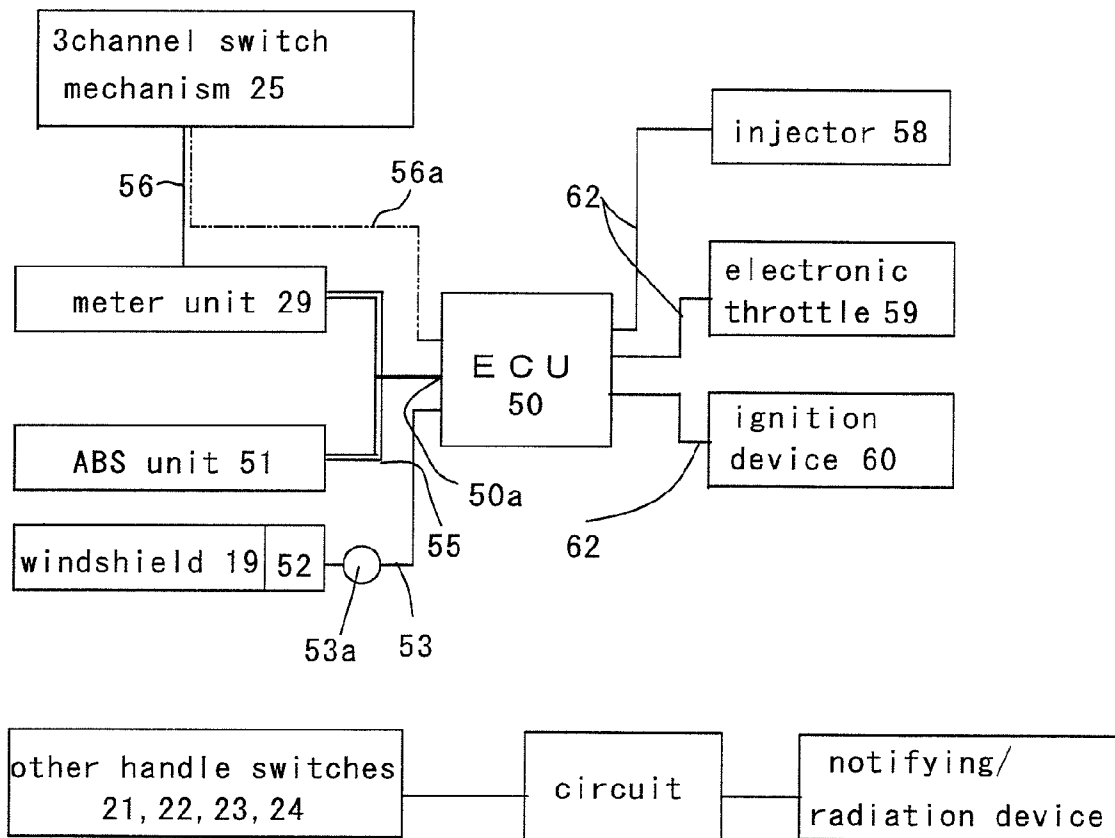 3channel switch
mechanism 25
injector 58
56
56a
62
meter unit 29
electronic
throttle 59
ECU
50
ABS unit 51
ignition
device 60
50a
windshield 19 52
55
62
53a
53
other handle switches
21, 22, 23, 24
circuit
notifying/
radiation device